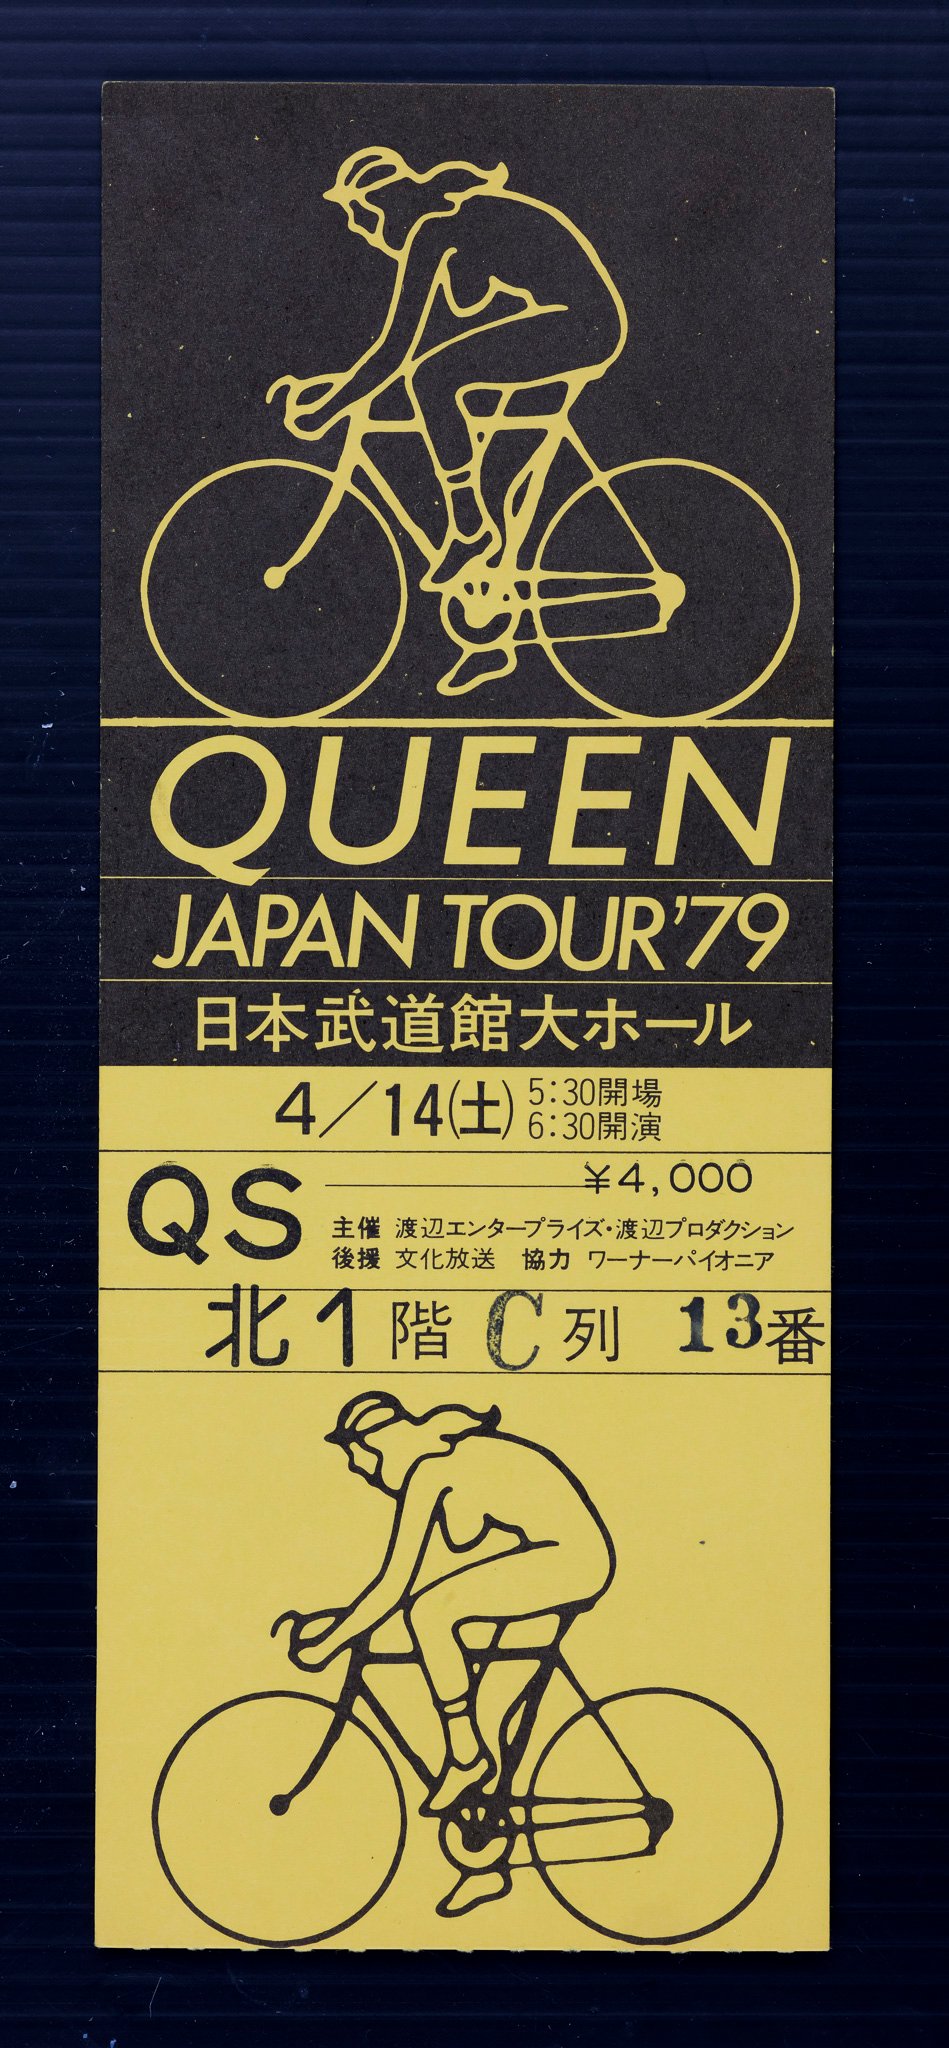 QUEEN
JAPAN TOUR'79
日本武道館大ホール
4／14(土) 5:30開場
6:30開演
QS ¥4,000
主催 渡辺エンタープライズ・渡辺プロダクション
後援 文化放送 協力 ワーナーパイオニア
北1階 C列 13番